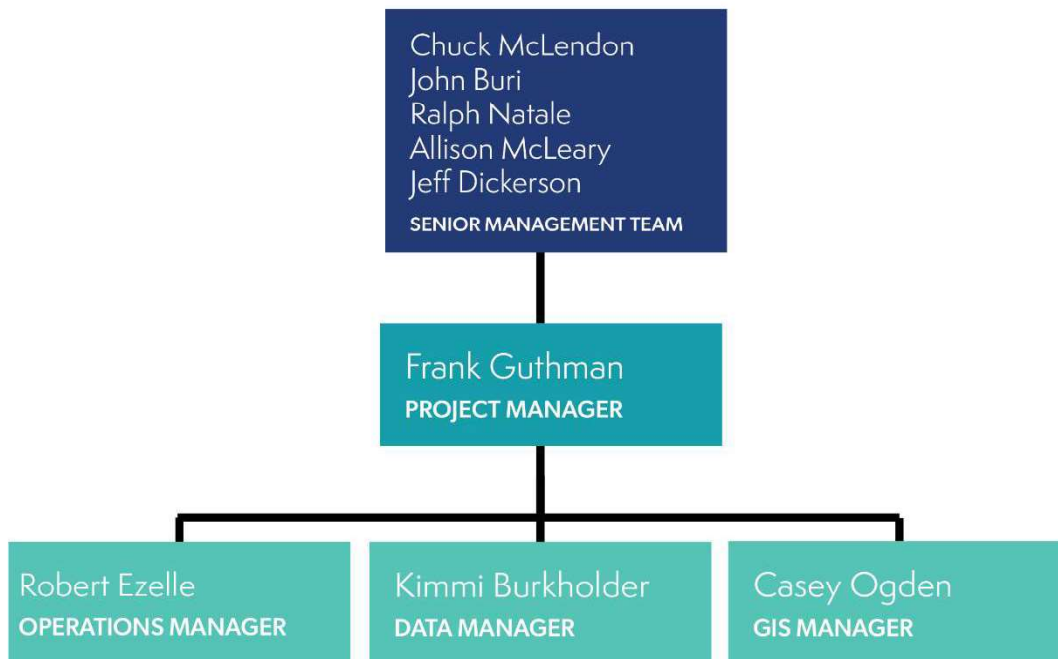 Chuck McLendon
John Buri
Ralph Natale
Allison McLeary
Jeff Dickerson
SENIOR MANAGEMENT TEAM
Frank Guthman
PROJECT MANAGER
Robert Ezelle
OPERATIONS MANAGER
Kimmi Burkholder
DATA MANAGER
Casey Ogden
GIS MANAGER